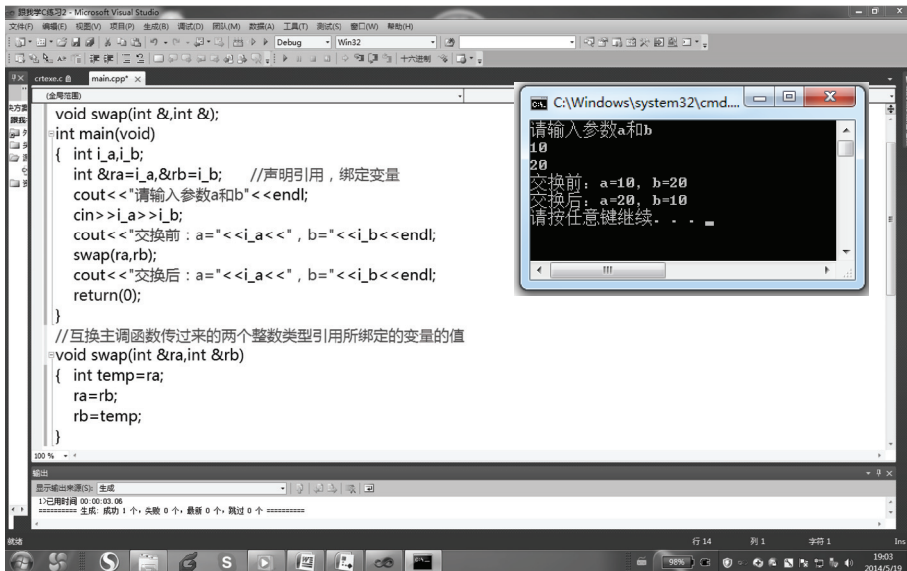 跟我学C练习2 - Microsoft Visual Studio
文件(F) 编辑(E) 视图(V) 项目(P) 生成(B) 调试(D) 团队(M) 数据(A) 工具(T) 测试(S) 窗口(W) 帮助(H)
Debug Win32
十六进制
crtexe.c main.cpp*
(全局范围)
void swap(int &,int &);
int main(void)
{ int i_a,i_b;
int &ra=i_a,&rb=i_b; //声明引用，绑定变量
cout<<"请输入参数a和b"<<endl;
cin>>i_a>>i_b;
cout<<"交换前：a="<<i_a<<"，b="<<i_b<<endl;
swap(ra,rb);
cout<<"交换后：a="<<i_a<<"，b="<<i_b<<endl;
return(0);
}
//互换主调函数传过来的两个整数类型引用所绑定的变量的值
void swap(int &ra,int &rb)
{ int temp=ra;
ra=rb;
rb=temp;
}
C:\Windows\system32\cmd....
请输入参数a和b
10
20
交换前：a=10, b=20
交换后：a=20, b=10
请按任意键继续. . .
100 %
输出
显示输出来源(S): 生成
1>已用时间 00:00:03.06
========== 生成: 成功 1 个，失败 0 个，最新 0 个，跳过 0 个 ==========
就绪
行 14 列 1 字符 1 Ins
98%
19:03
2014/5/19